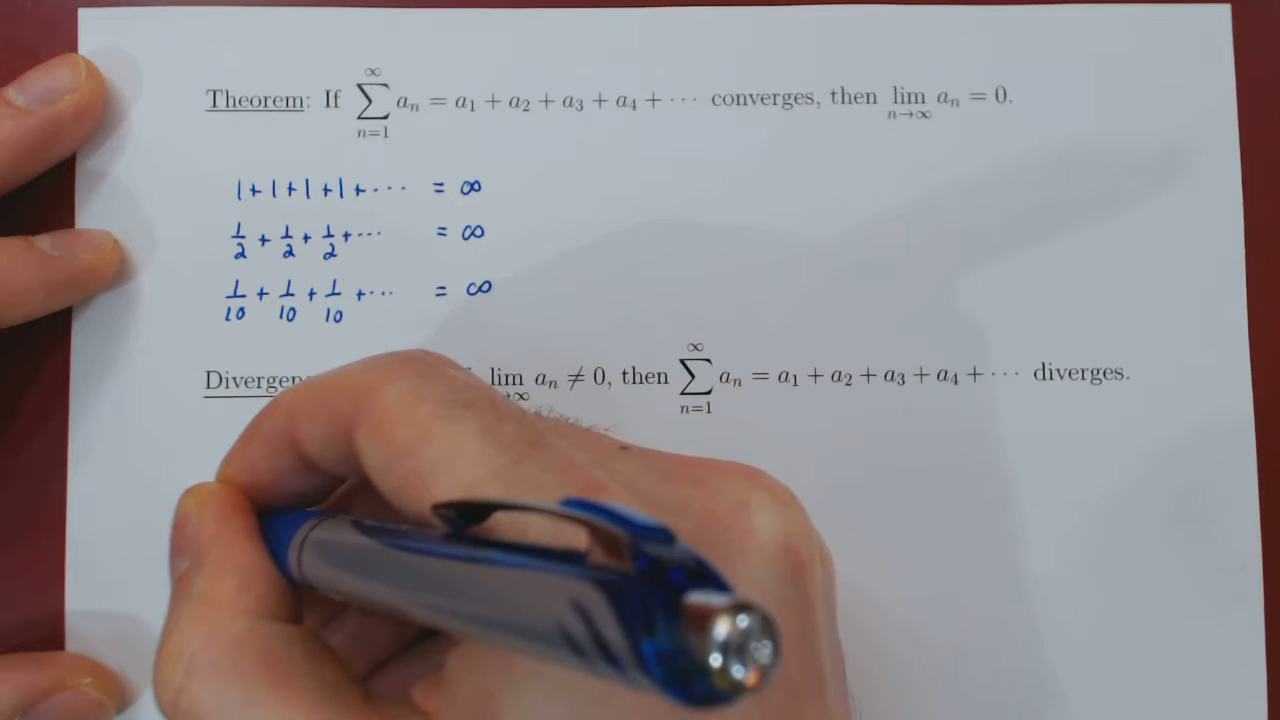 Theorem: If ∑_{n=1}^{∞} a_n = a_1 + a_2 + a_3 + a_4 + ⋯ converges, then lim_{n→∞} a_n = 0.
1 + 1 + 1 + 1 + ⋯ = ∞
1/2 + 1/2 + 1/2 + ⋯ = ∞
1/10 + 1/10 + 1/10 + ⋯ = ∞
lim_{→∞} a_n ≠ 0, then ∑_{n=1}^{∞} a_n = a_1 + a_2 + a_3 + a_4 + ⋯ diverges.